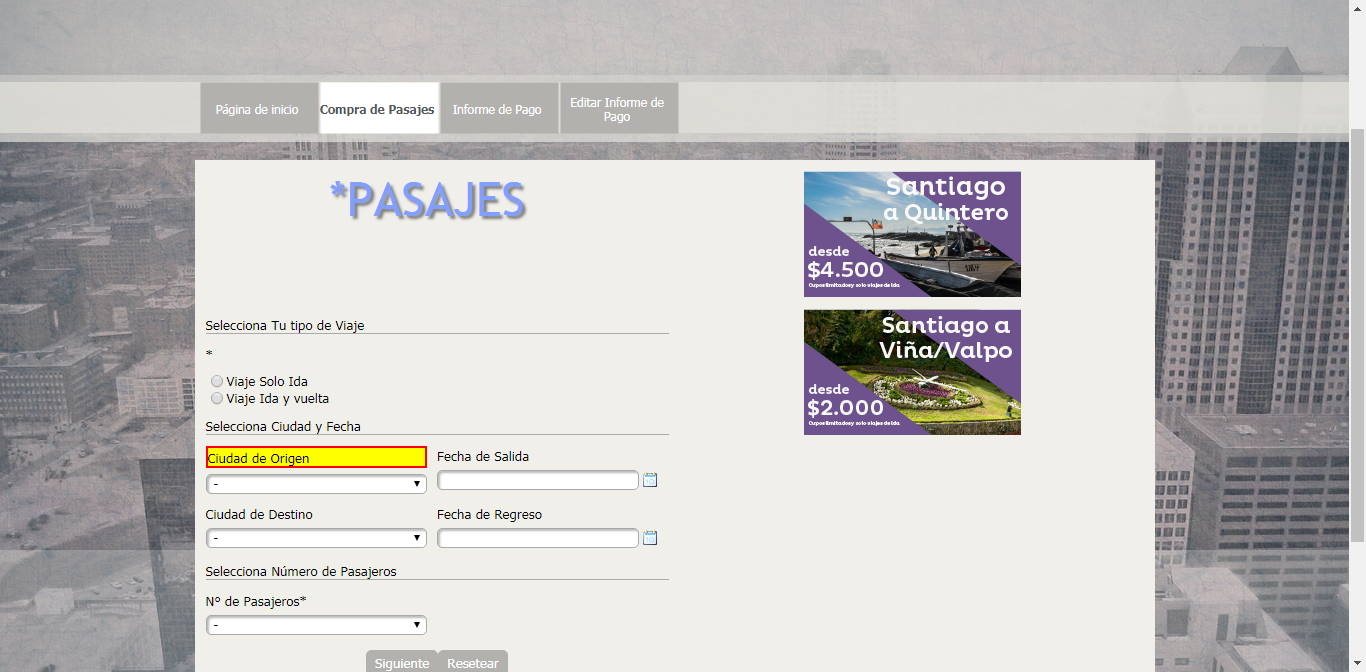 Página de inicio
Compra de Pasajes
Informe de Pago
Editar Informe de
Pago
*PASAJES
Selecciona Tu tipo de Viaje
*
Viaje Solo Ida
Viaje Ida y vuelta
Selecciona Ciudad y Fecha
Ciudad de Origen
-
Fecha de Salida
Ciudad de Destino
-
Fecha de Regreso
Selecciona Número de Pasajeros
N° de Pasajeros*
-
Siguiente
Resetear
Santiago
a Quintero
desde
$4.500
Cupos limitados y solo viajes de ida
Santiago a
Viña/Valpo
desde
$2.000
Cupos limitados y solo viajes de ida